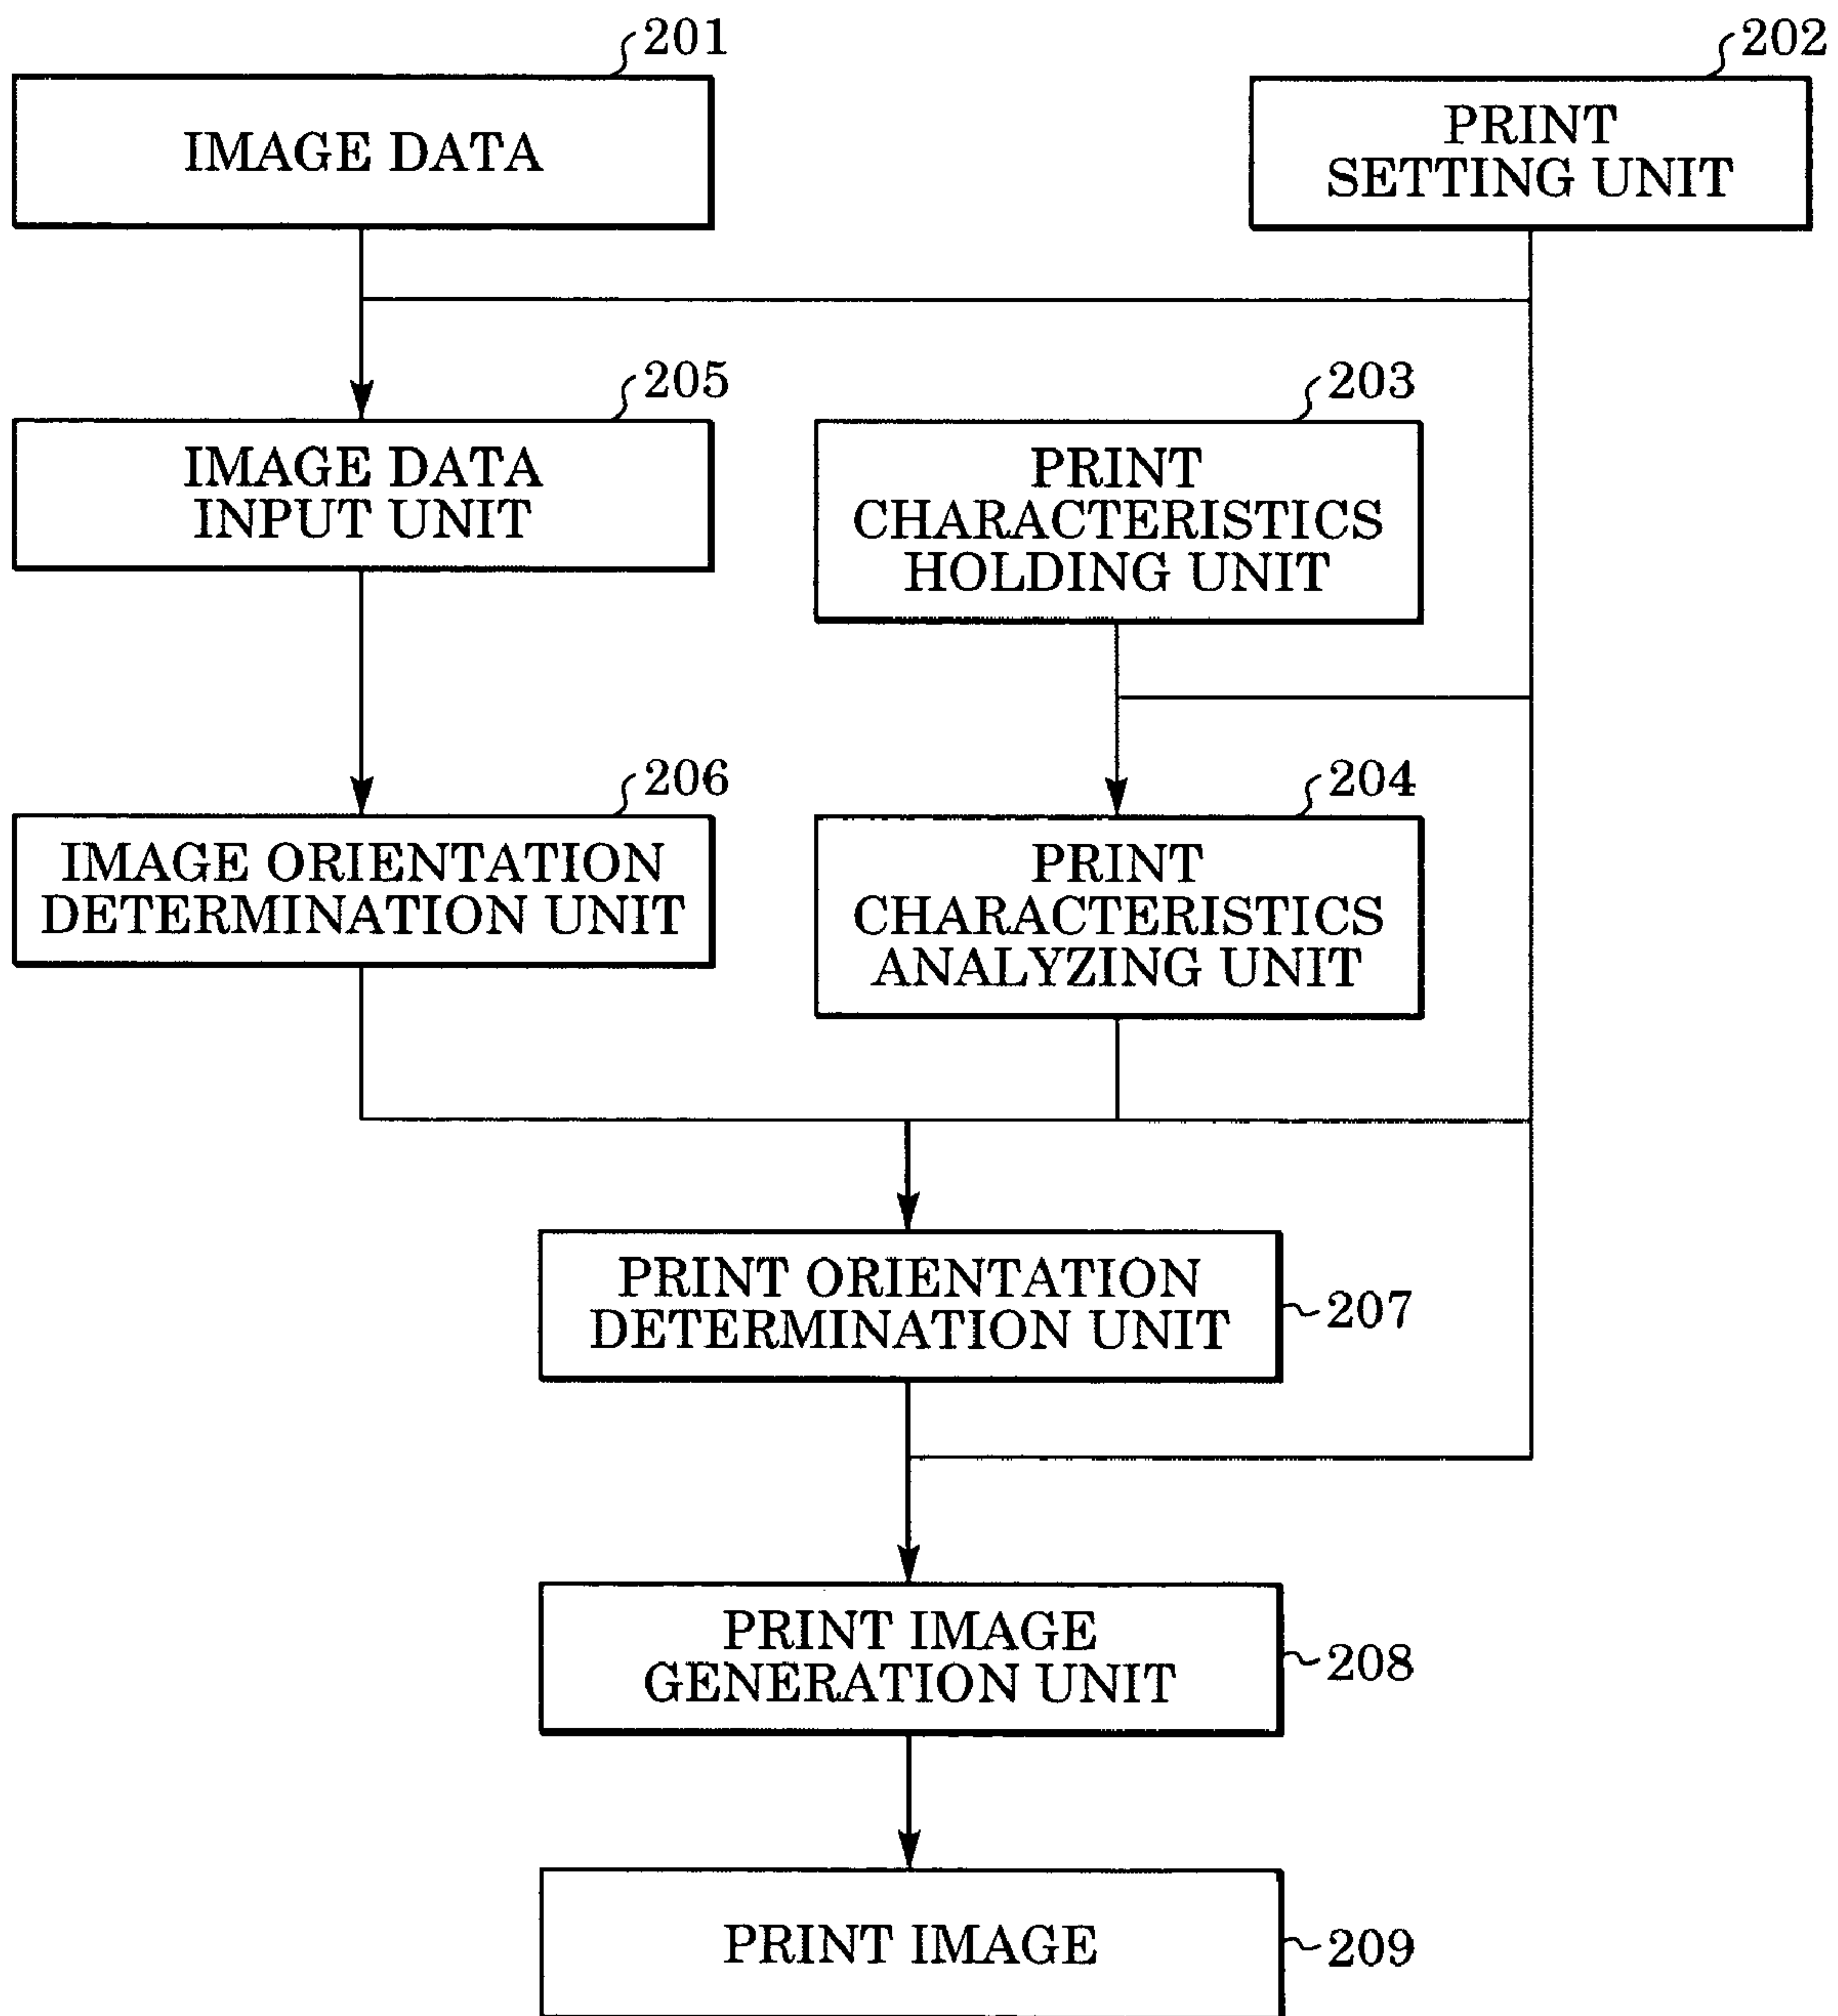 201
IMAGE DATA
202
PRINT
SETTING UNIT
205
IMAGE DATA
INPUT UNIT
203
PRINT
CHARACTERISTICS
HOLDING UNIT
206
IMAGE ORIENTATION
DETERMINATION UNIT
204
PRINT
CHARACTERISTICS
ANALYZING UNIT
PRINT ORIENTATION
DETERMINATION UNIT
207
PRINT IMAGE
GENERATION UNIT
208
PRINT IMAGE
209